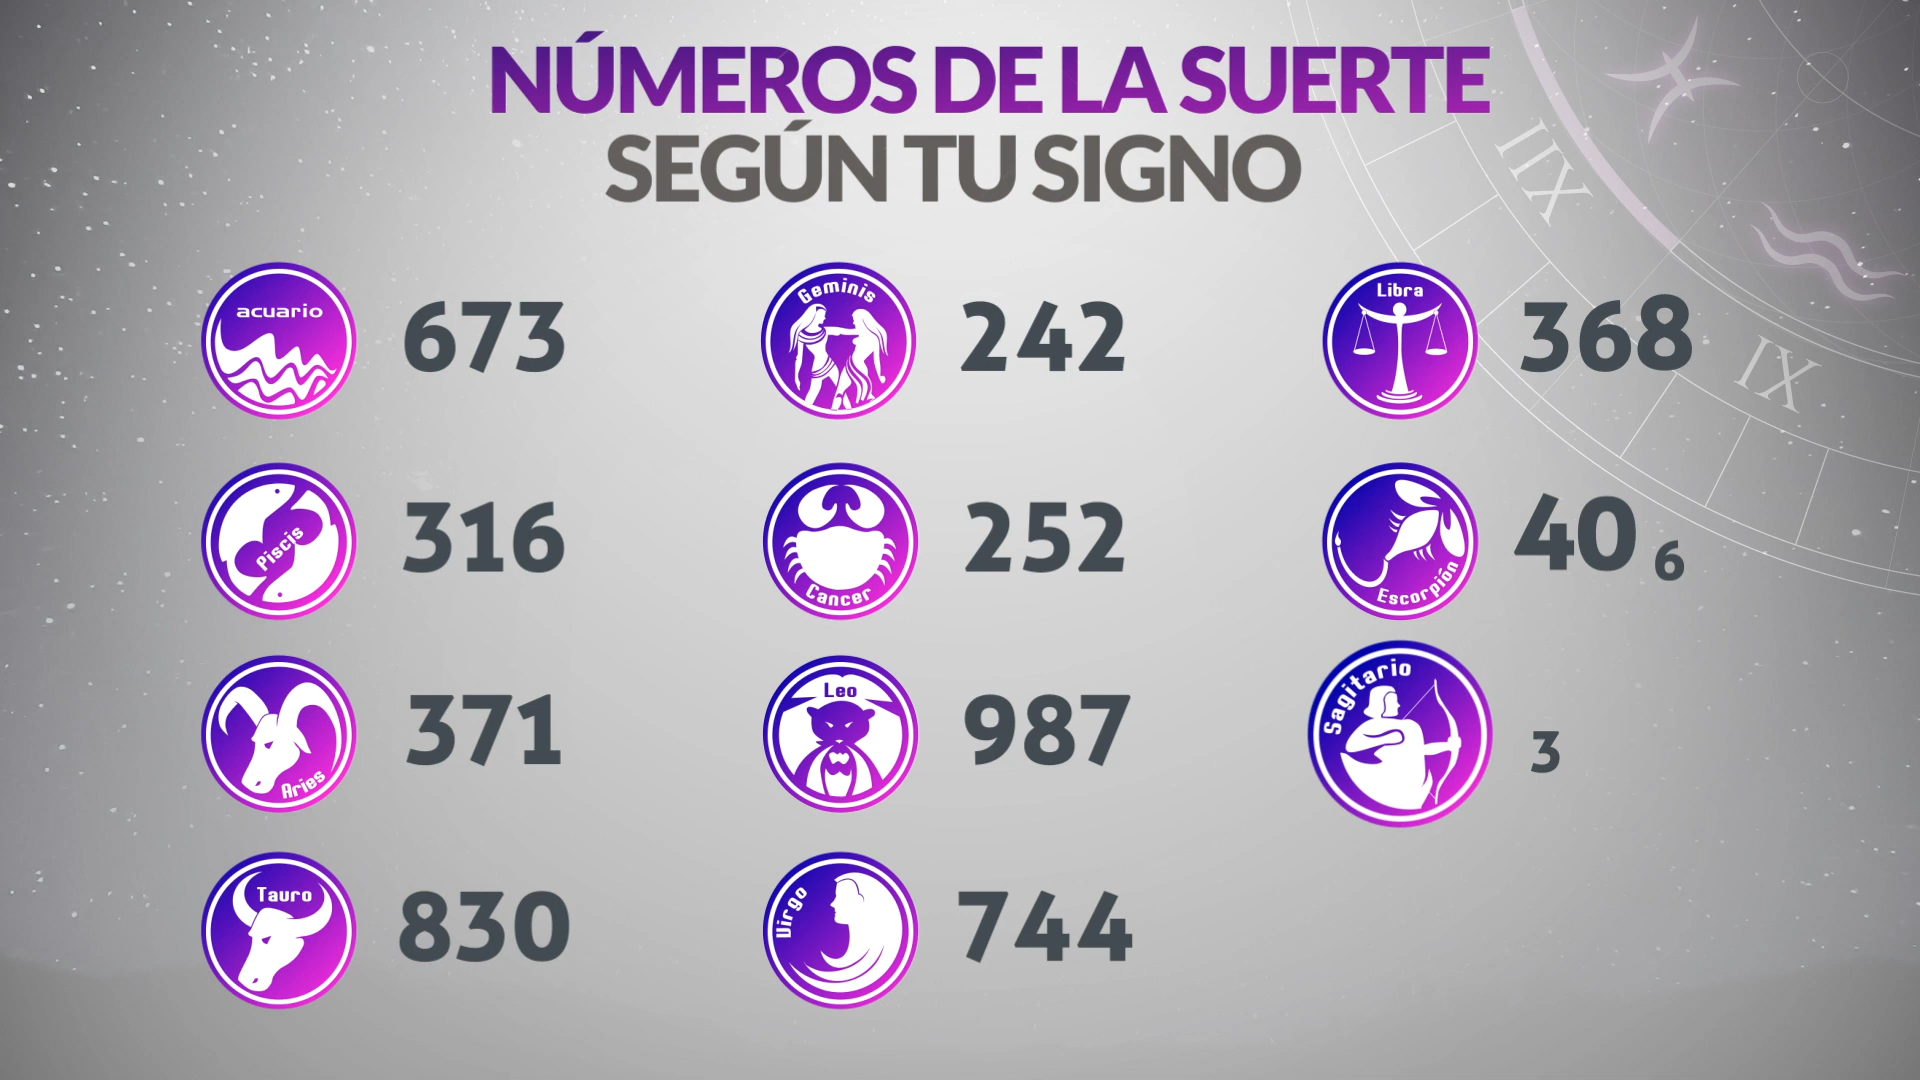 NÚMEROS DE LA SUERTE
SEGÚN TU SIGNO
acuario 673
Piscis 316
Aries 371
Tauro 830
Geminis 242
Cancer 252
Leo 987
Virgo 744
Libra 368
Escorpión 40 6
Sagitario 3
IIX
IX